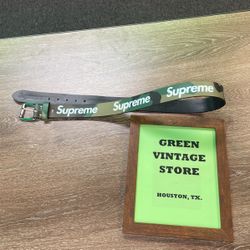 Supreme Supreme Supreme
GREEN
VINTAGE
STORE
HOUSTON, TX.